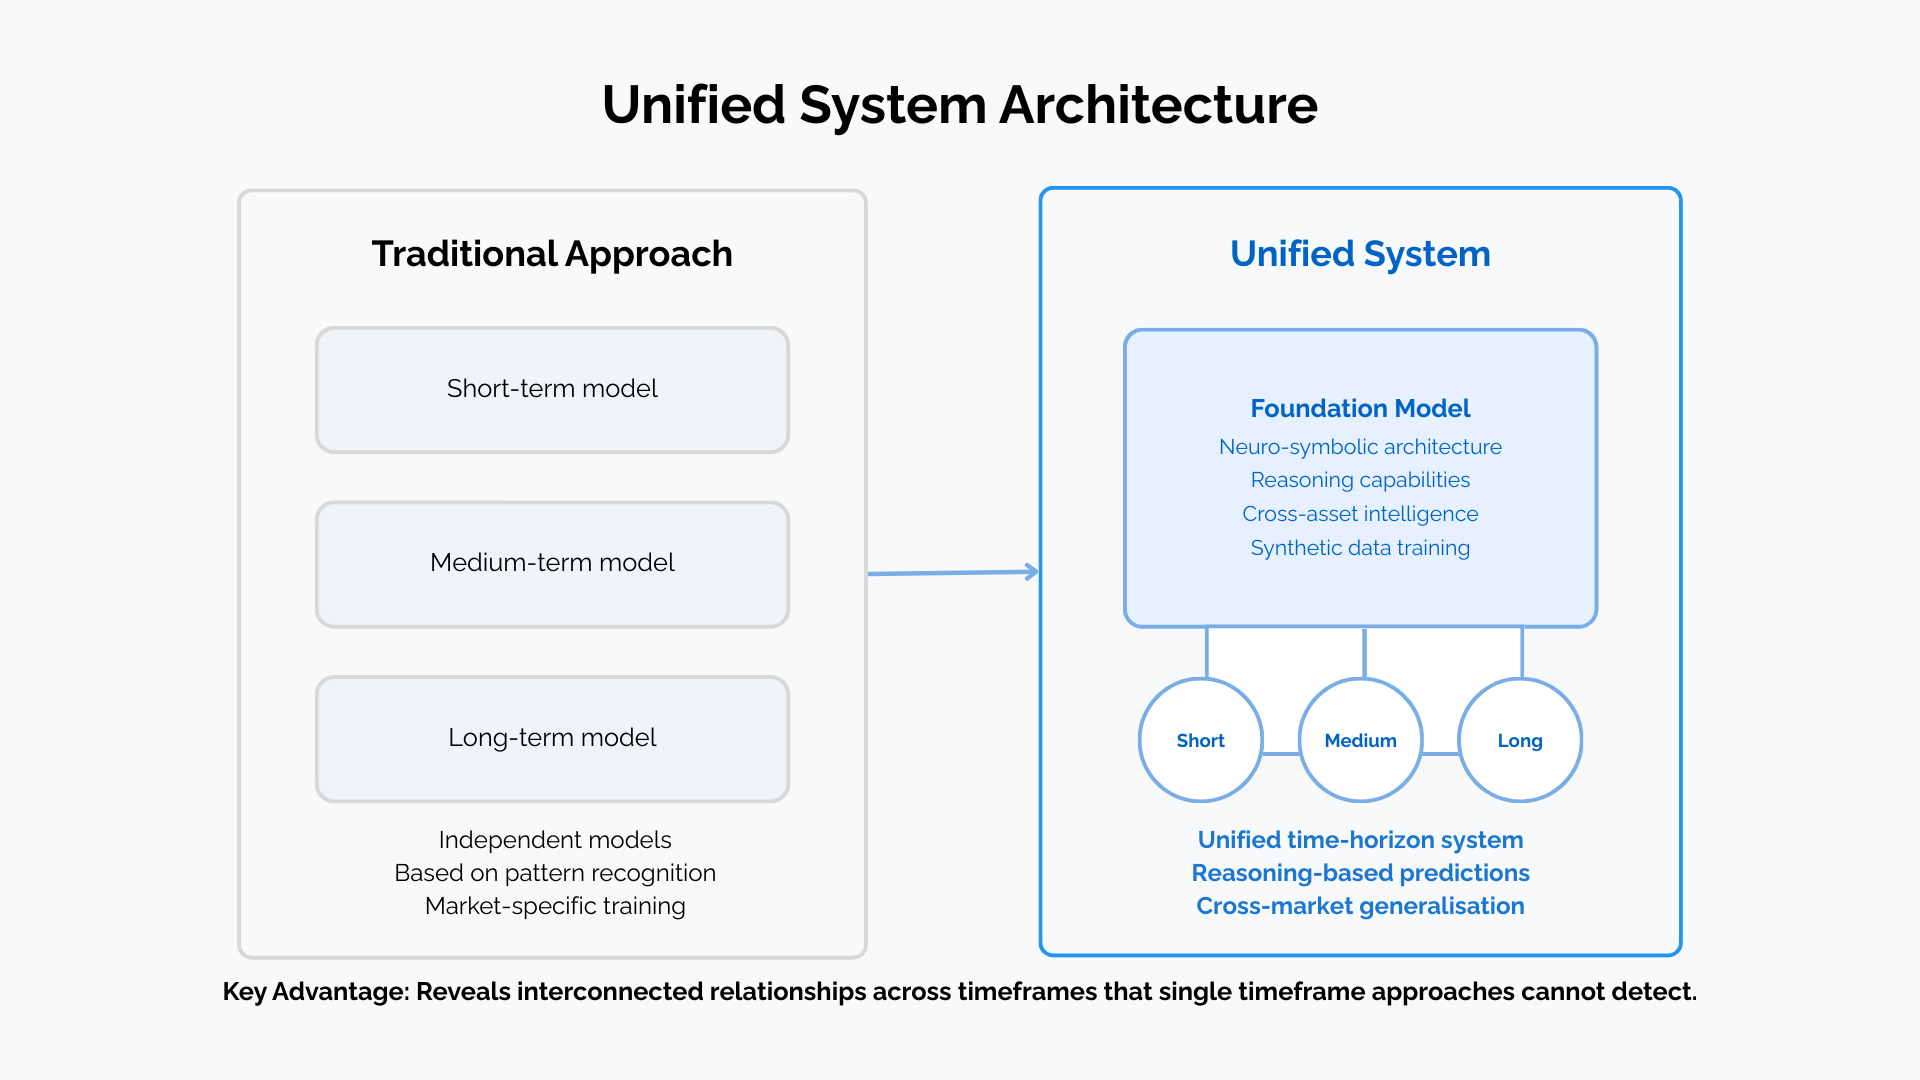 Unified System Architecture
Traditional Approach
Short-term model
Medium-term model
Long-term model
Independent models
Based on pattern recognition
Market-specific training
Unified System
Foundation Model
Neuro-symbolic architecture
Reasoning capabilities
Cross-asset intelligence
Synthetic data training
Short
Medium
Long
Unified time-horizon system
Reasoning-based predictions
Cross-market generalisation
Key Advantage: Reveals interconnected relationships across timeframes that single timeframe approaches cannot detect.